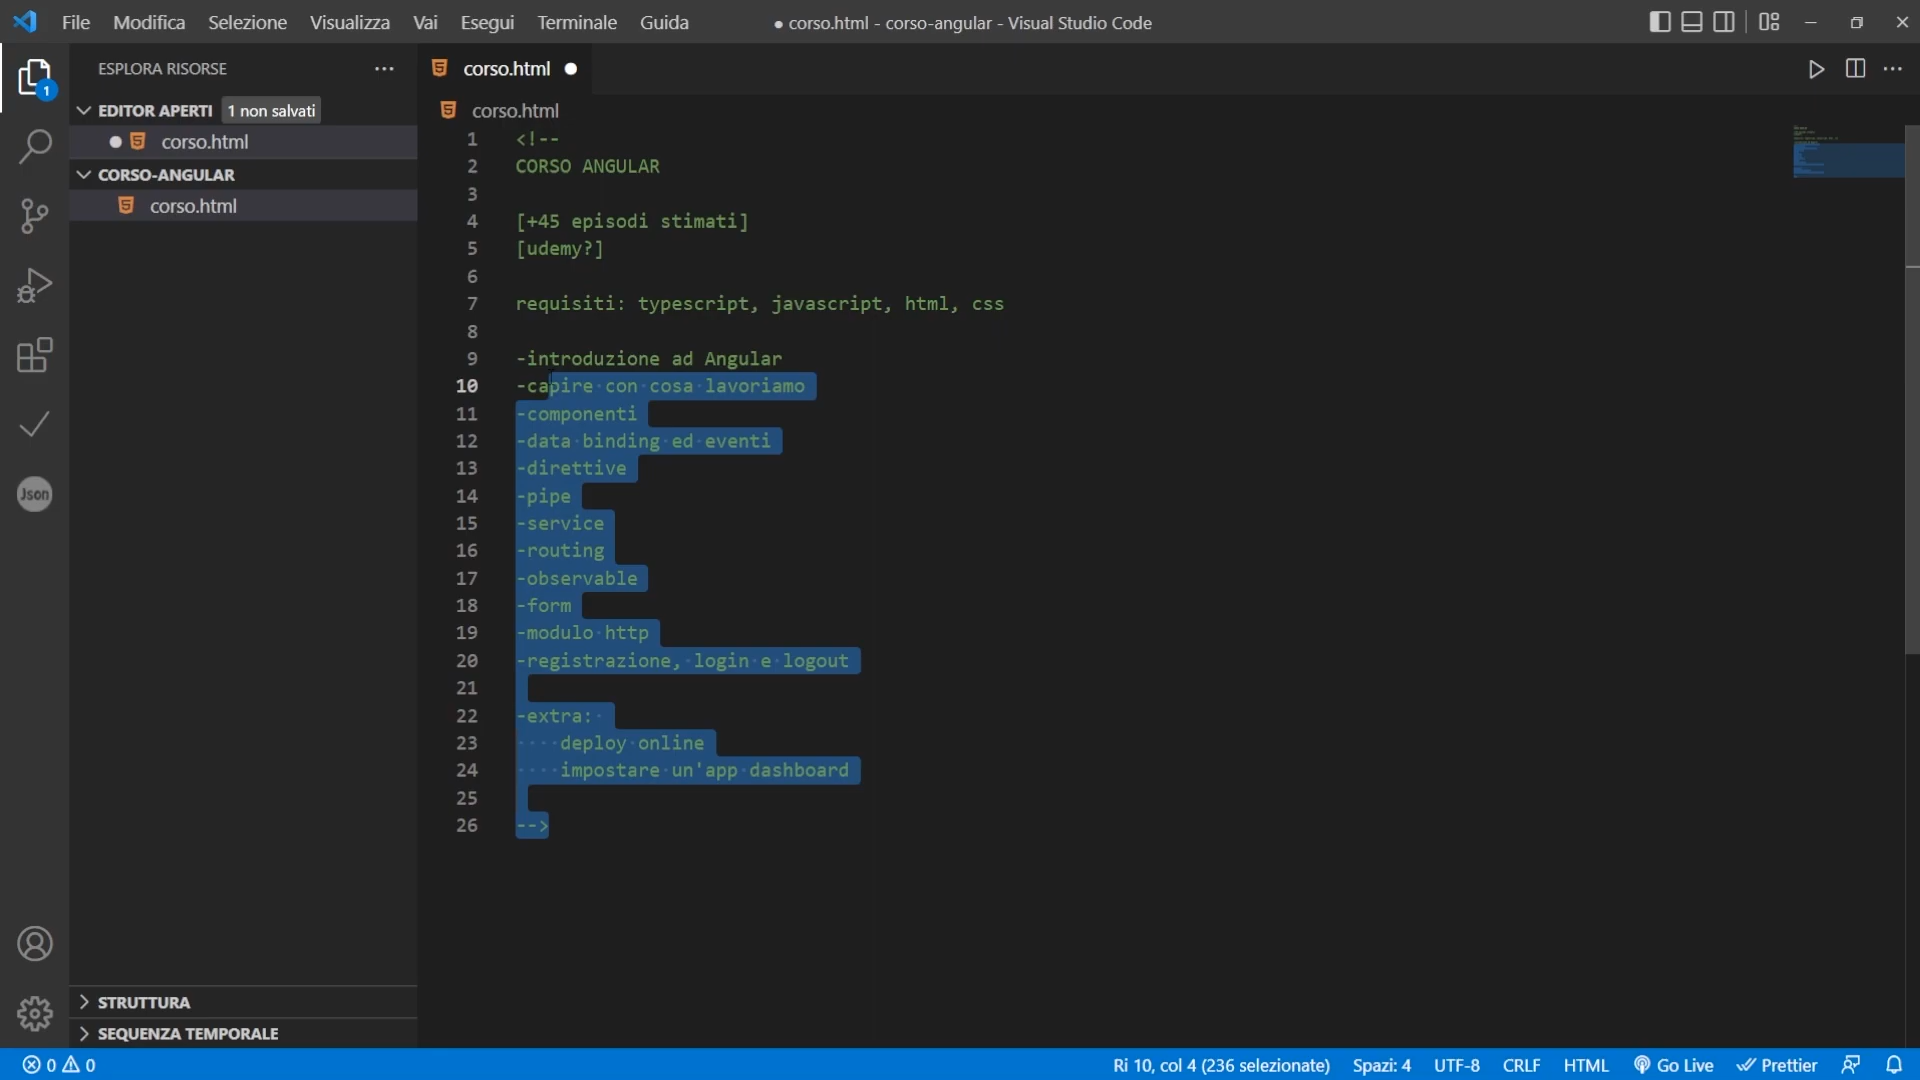 File Modifica Selezione Visualizza Vai Esegui Terminale Guida ● corso.html - corso-angular - Visual Studio Code
ESPLORA RISORSE ···
EDITOR APERTI 1 non salvati
● corso.html
CORSO-ANGULAR
corso.html
1
Json
STRUTTURA
SEQUENZA TEMPORALE
corso.html ●
corso.html
1 <!--
2 CORSO ANGULAR
3
4 [+45 episodi stimati]
5 [udemy?]
6
7 requisiti: typescript, javascript, html, css
8
9 -introduzione ad Angular
10 -capire con cosa lavoriamo
11 -componenti
12 -data binding ed eventi
13 -direttive
14 -pipe
15 -service
16 -routing
17 -observable
18 -form
19 -modulo http
20 -registrazione, login e logout
21
22 -extra:
23     deploy online
24     impostare un'app dashboard
25
26 -->
0 0 Ri 10, col 4 (236 selezionate) Spazi: 4 UTF-8 CRLF HTML Go Live Prettier